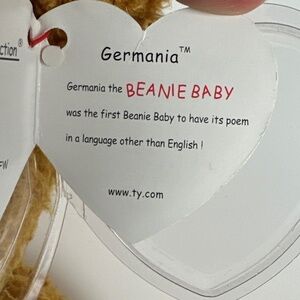 ction®
Germania™
Germania the BEANIE BABY
was the first Beanie Baby to have its poem
in a language other than English !
www.ty.com